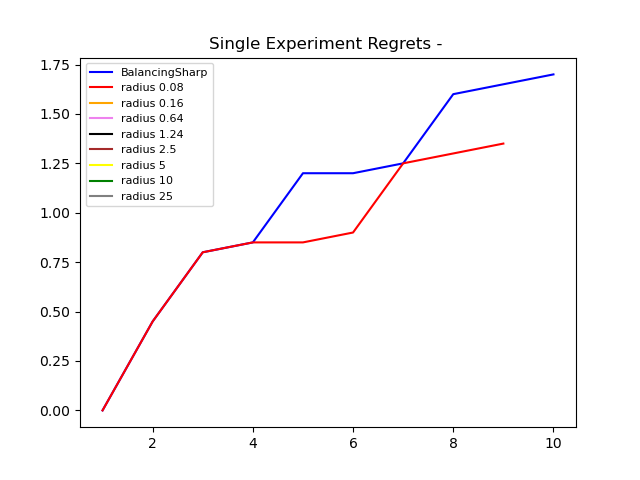 Single Experiment Regrets -
1.75
1.50
1.25
1.00
0.75
0.50
0.25
0.00
BalancingSharp
radius 0.08
radius 0.16
radius 0.64
radius 1.24
radius 2.5
radius 5
radius 10
radius 25
2 4 6 8 10